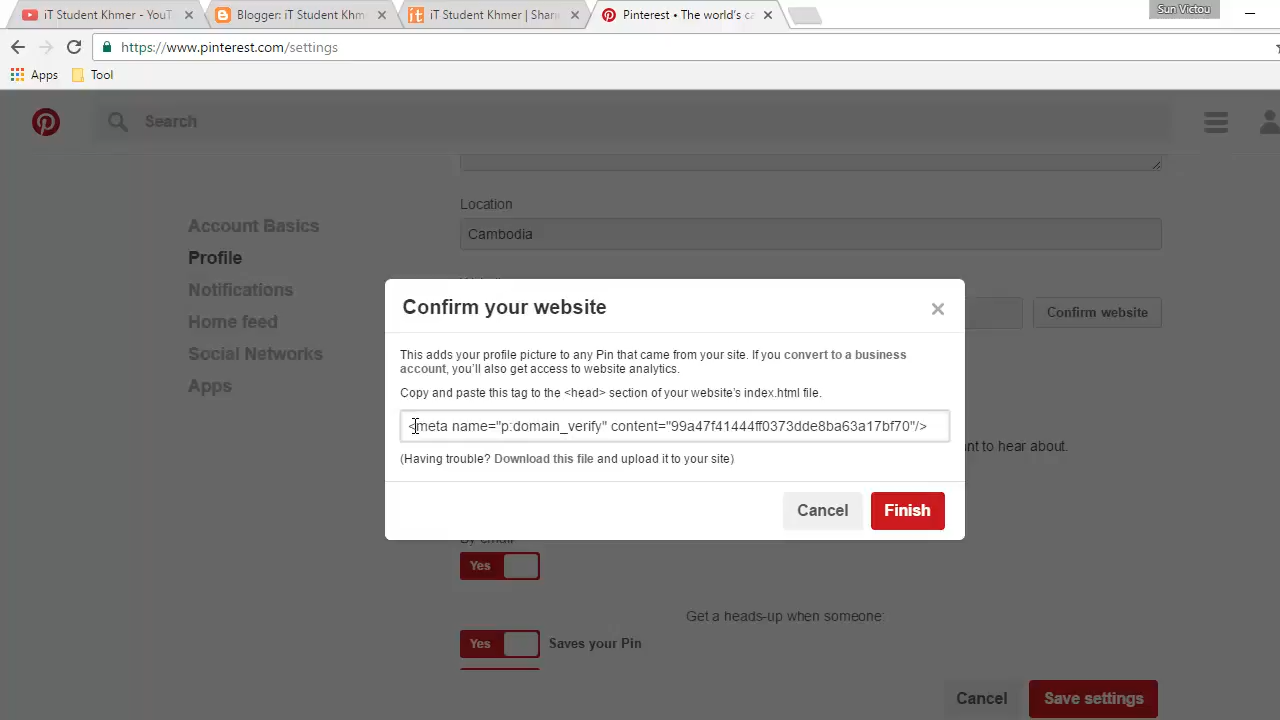 iT Student Khmer - YouT
Blogger: iT Student Khm
iT Student Khmer | Shari
Pinterest • The world's ca
Sun Victou
https://www.pinterest.com/settings
Apps
Tool
Search
Location
Account Basics
Cambodia
Profile
Notifications
Home feed
Social Networks
Apps
Confirm your website
Confirm website
This adds your profile picture to any Pin that came from your site. If you convert to a business
account, you'll also get access to website analytics.
Copy and paste this tag to the <head> section of your website's index.html file.
<meta name="p:domain_verify" content="99a47f41444ff0373dde8ba63a17bf70"/>
nt to hear about.
(Having trouble? Download this file and upload it to your site)
Cancel
Finish
By email
Yes
Get a heads-up when someone:
Yes
Saves your Pin
Cancel
Save settings